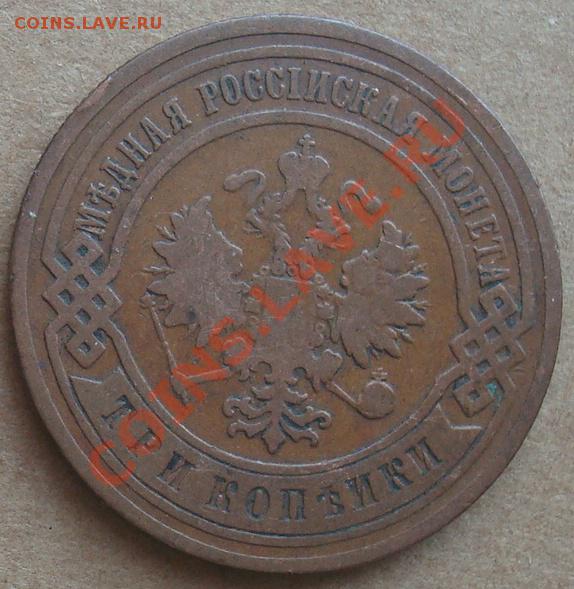 COINS.LAVE.RU
МѢДНАЯ РОССІЙСКАЯ МОНЕТА
ТРИ КОПѢЙКИ
COINS.LAVE.RU